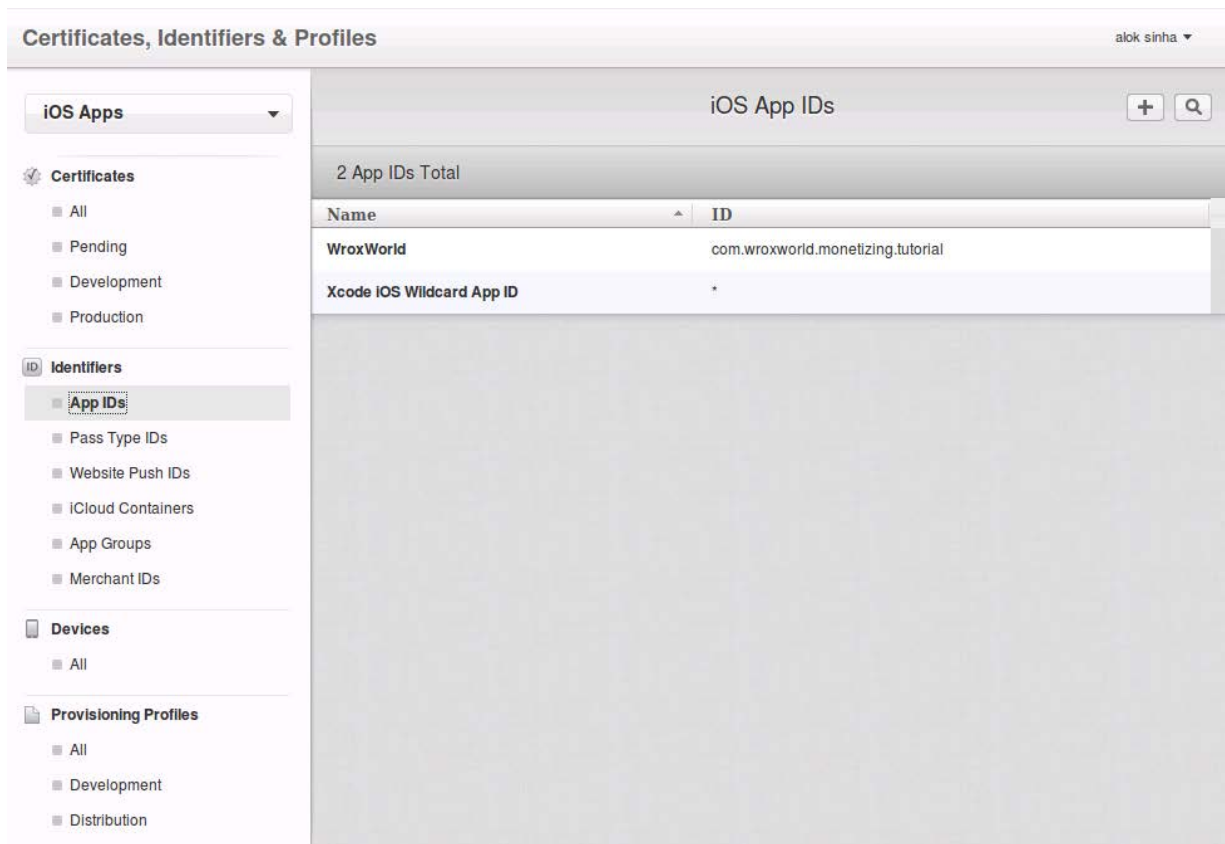 Certificates, Identifiers & Profiles
alok sinha
iOS Apps
Certificates
All
Pending
Development
Production
ID Identifiers
App IDs
Pass Type IDs
Website Push IDs
iCloud Containers
App Groups
Merchant IDs
Devices
All
Provisioning Profiles
All
Development
Distribution
iOS App IDs
2 App IDs Total
Name ID
WroxWorld com.wroxworld.monetizing.tutorial
Xcode iOS Wildcard App ID *